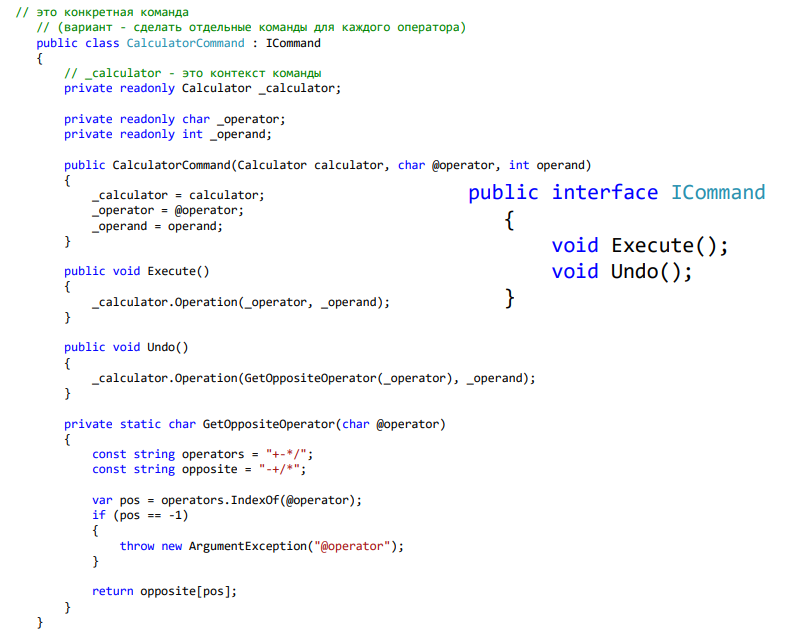 // это конкретная команда
// (вариант - сделать отдельные команды для каждого оператора)
public class CalculatorCommand : ICommand
{
// _calculator - это контекст команды
private readonly Calculator _calculator;
private readonly char _operator;
private readonly int _operand;
public CalculatorCommand(Calculator calculator, char @operator, int operand)
{
_calculator = calculator;
_operator = @operator;
_operand = operand;
}
public void Execute()
{
_calculator.Operation(_operator, _operand);
}
public void Undo()
{
_calculator.Operation(GetOppositeOperator(_operator), _operand);
}
private static char GetOppositeOperator(char @operator)
{
const string operators = "+-*/";
const string opposite = "-+/*";
var pos = operators.IndexOf(@operator);
if (pos == -1)
{
throw new ArgumentException("@operator");
}
return opposite[pos];
}
}
public interface ICommand
{
void Execute();
void Undo();
}